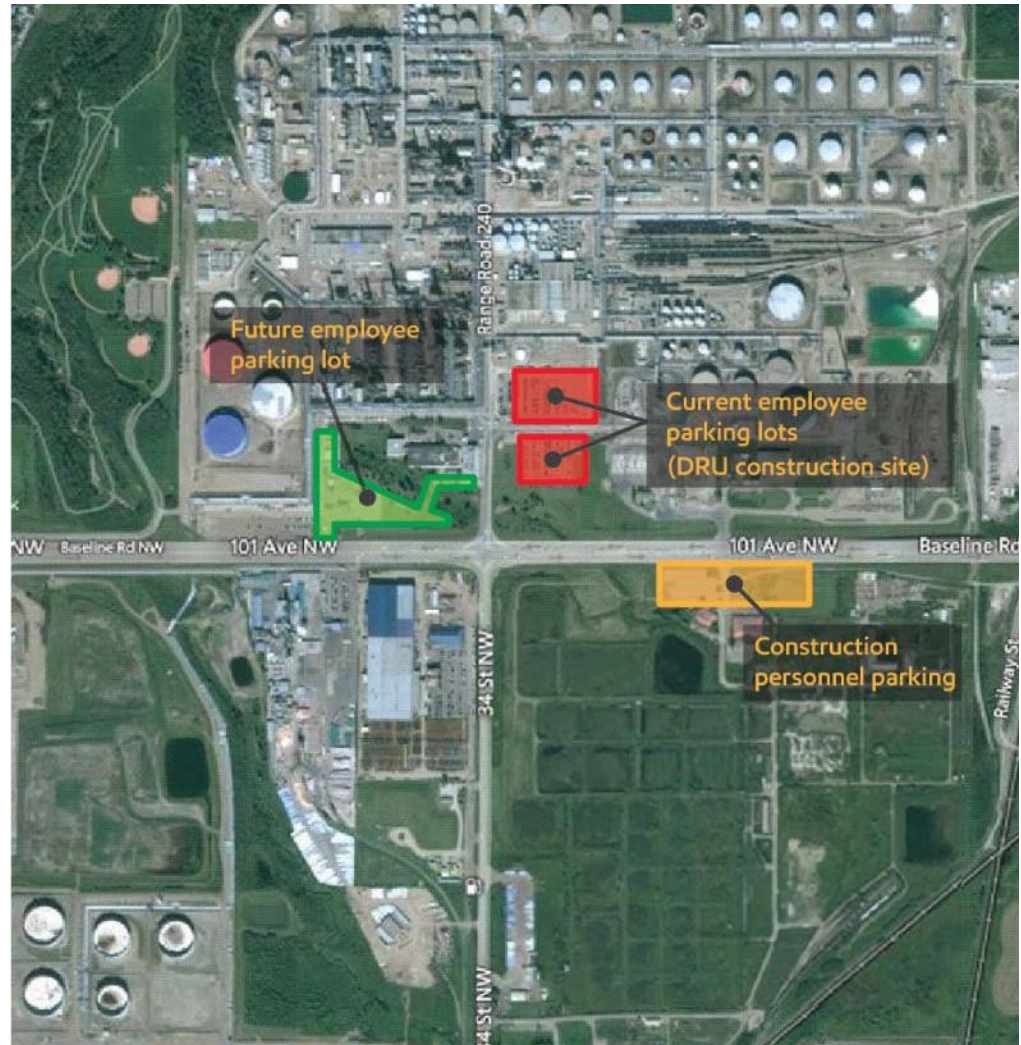 Range Road 240
Future employee
parking lot
Current employee
parking lots
(DRU construction site)
NW
Baseline Rd NW
101 Ave NW
101 Ave NW
Baseline Rd
Construction
personnel parking
34 St NW
Railway St
34 St NW